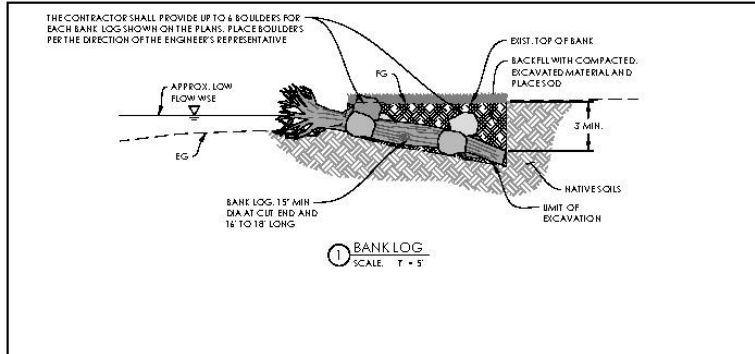 THE CONTRACTOR SHALL PROVIDE UP TO 6 BOULDERS FOR
EACH BANK LOG SHOWN ON THE PLANS. PLACE BOULDERS
PER THE DIRECTION OF THE ENGINEER'S REPRESENTATIVE
EXIST. TOP OF BANK
BACKFILL WITH COMPACTED.
EXCAVATED MATERIAL AND
PLACE SOD
FG
APPROX. LOW
FLOW WSE
3 MIN.
EG
NATIVE SOILS
BANK LOG. 15" MIN
DIA AT CUT END AND
16' TO 18' LONG
LIMIT OF
EXCAVATION
1 BANK LOG
SCALE. 1" = 5'